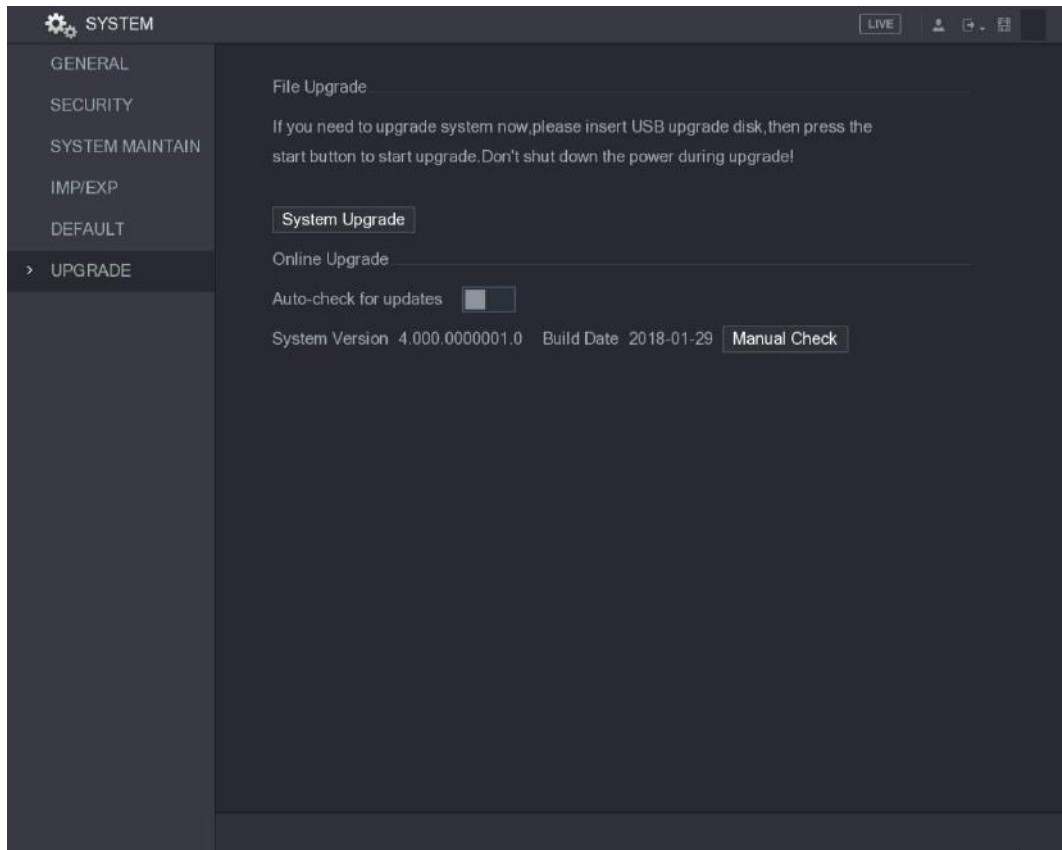 SYSTEM
LIVE
GENERAL
SECURITY
SYSTEM MAINTAIN
IMP/EXP
DEFAULT
> UPGRADE
File Upgrade
If you need to upgrade system now,please insert USB upgrade disk,then press the
start button to start upgrade.Don't shut down the power during upgrade!
System Upgrade
Online Upgrade
Auto-check for updates
System Version 4.000.0000001.0 Build Date 2018-01-29 Manual Check